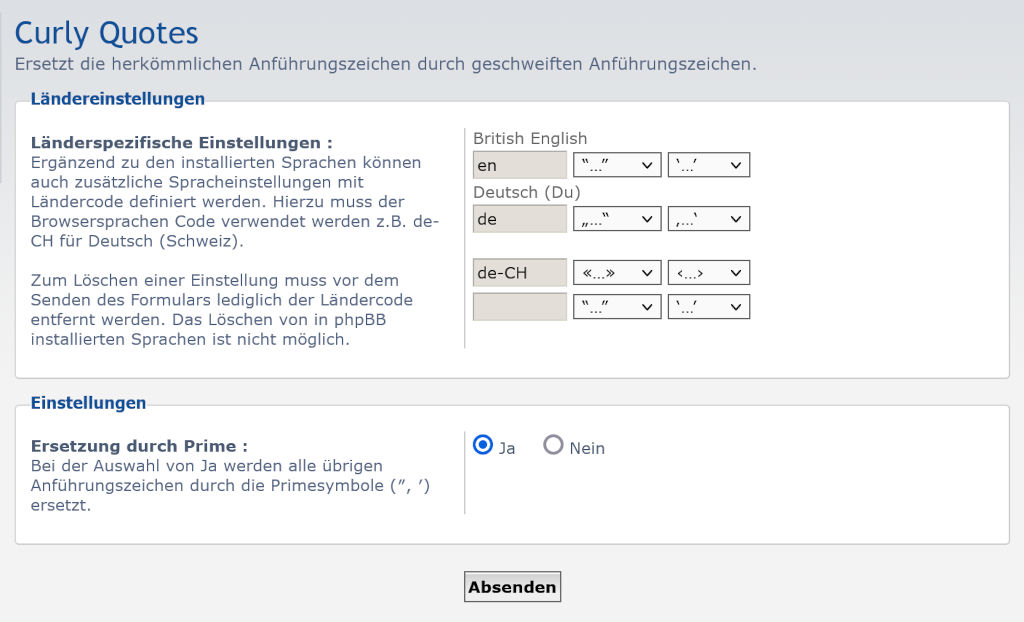 Curly Quotes
Ersetzt die herkömmlichen Anführungszeichen durch geschweiften Anführungszeichen.
Ländereinstellungen
Länderspezifische Einstellungen :
Ergänzend zu den installierten Sprachen können
auch zusätzliche Spracheinstellungen mit
Ländercode definiert werden. Hierzu muss der
Browsersprachen Code verwendet werden z.B. de-
CH für Deutsch (Schweiz).
Zum Löschen einer Einstellung muss vor dem
Senden des Formulars lediglich der Ländercode
entfernt werden. Das Löschen von in phpBB
installierten Sprachen ist nicht möglich.
British English
en “...” ‘...’
Deutsch (Du)
de „...“ ‚...‘
de-CH «...» ‹...›
“...” ‘...’
Einstellungen
Ersetzung durch Prime :
Bei der Auswahl von Ja werden alle übrigen
Anführungszeichen durch die Primesymbole (″, ′)
ersetzt.
Ja Nein
Absenden